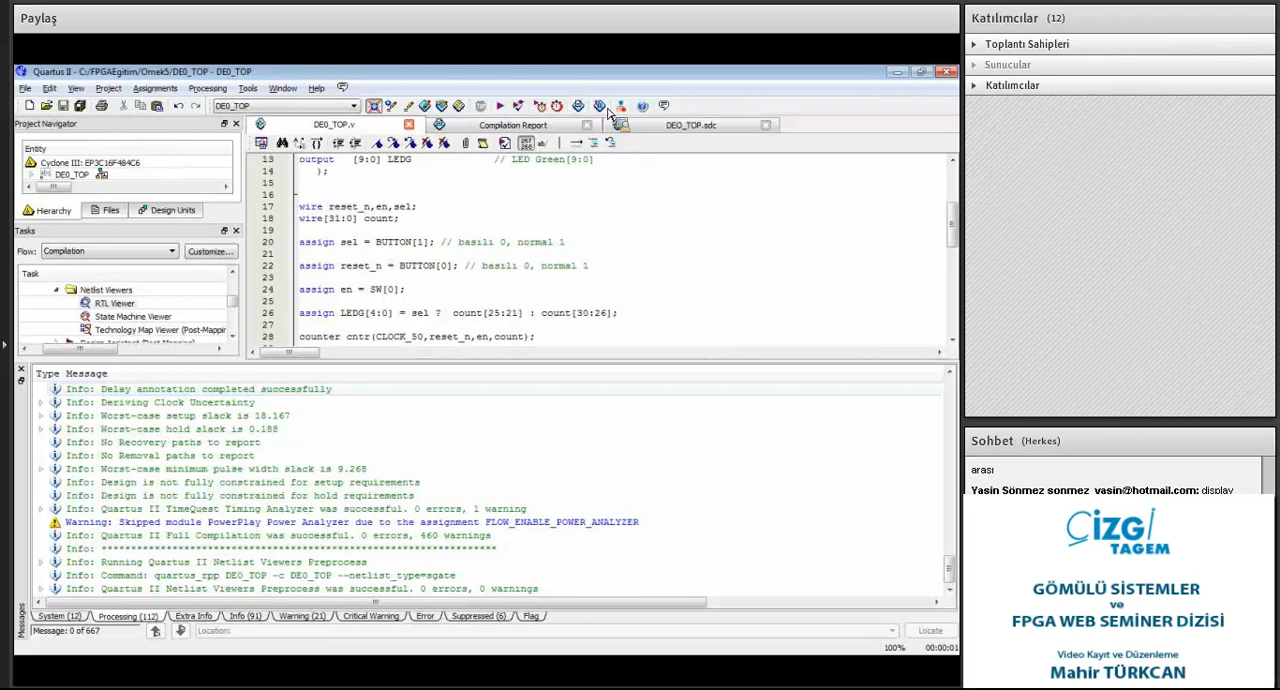 Paylaş
Quartus II - C:/FPGAEgitim/Ornek5/DE0_TOP - DE0_TOP
File Edit View Project Assignments Processing Tools Window Help
DE0_TOP
Project Navigator
Entity
Cyclone III: EP3C16F484C6
DE0_TOP
Hierarchy Files Design Units
Tasks
Flow: Compilation Customize...
Task
Netlist Viewers
RTL Viewer
State Machine Viewer
Technology Map Viewer (Post-Mappir
DE0_TOP.v Compilation Report DE0_TOP.sdc
13 output [9:0] LEDG // LED Green[9:0]
14 );
15
16
17 wire reset_n,en,sel;
18 wire[31:0] count;
19
20 assign sel = BUTTON[1]; // basılı 0, normal 1
21
22 assign reset_n = BUTTON[0]; // basılı 0, normal 1
23
24 assign en = SW[0];
25
26 assign LEDG[4:0] = sel ? count[25:21] : count[30:26];
27
28 counter cntr(CLOCK_50,reset_n,en,count);
Type Message
Info: Delay annotation completed successfully
Info: Deriving Clock Uncertainty
Info: Worst-case setup slack is 18.167
Info: Worst-case hold slack is 0.188
Info: No Recovery paths to report
Info: No Removal paths to report
Info: Worst-case minimum pulse width slack is 9.268
Info: Design is not fully constrained for setup requirements
Info: Design is not fully constrained for hold requirements
Info: Quartus II TimeQuest Timing Analyzer was successful. 0 errors, 1 warning
Warning: Skipped module PowerPlay Power Analyzer due to the assignment FLOW_ENABLE_POWER_ANALYZER
Info: Quartus II Full Compilation was successful. 0 errors, 460 warnings
Info: *******************************************************
Info: Running Quartus II Netlist Viewers Preprocess
Info: Command: quartus_rpp DE0_TOP -c DE0_TOP --netlist_type=sgate
Info: Quartus II Netlist Viewers Preprocess was successful. 0 errors, 0 warnings
System (12) Processing (112) Extra Info Info (91) Warning (21) Critical Warning Error Suppressed (6) Flag
Messages
Message: 0 of 667 Location: Locate
100% 00:00:01
Katılımcılar (12)
Toplantı Sahipleri
Sunucular
Katılımcılar
Sohbet (Herkes)
arası
Yasin Sönmez sonmez_yasin@hotmail.com: display
ÇİZGİ
TAGEM
GÖMÜLÜ SİSTEMLER
ve
FPGA WEB SEMİNER DİZİSİ
Video Kayıt ve Düzenleme
Mahir TÜRKCAN